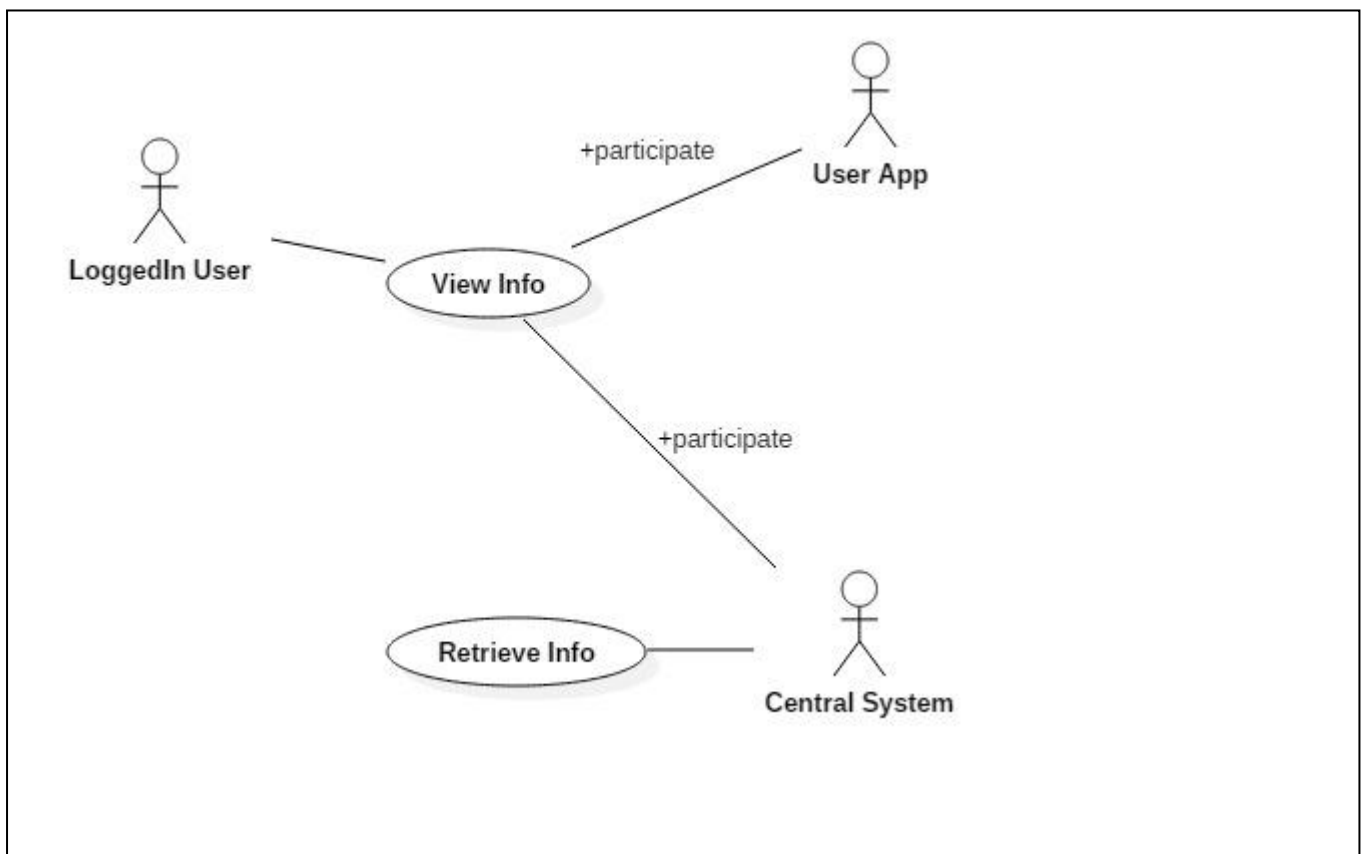 +participate
User App
LoggedIn User
View Info
+participate
Retrieve Info
Central System